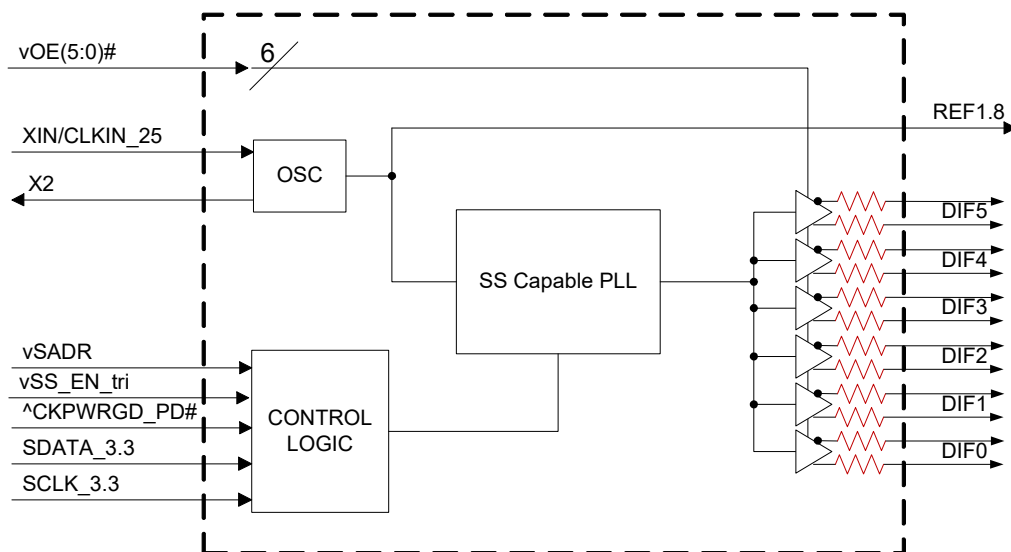 vOE(5:0)#
6
XIN/CLKIN_25
REF1.8
OSC
X2
DIF5
DIF4
SS Capable PLL
DIF3
vSADR
DIF2
vSS_EN_tri
^CKPWRGD_PD#
DIF1
CONTROL
LOGIC
SDATA_3.3
DIF0
SCLK_3.3